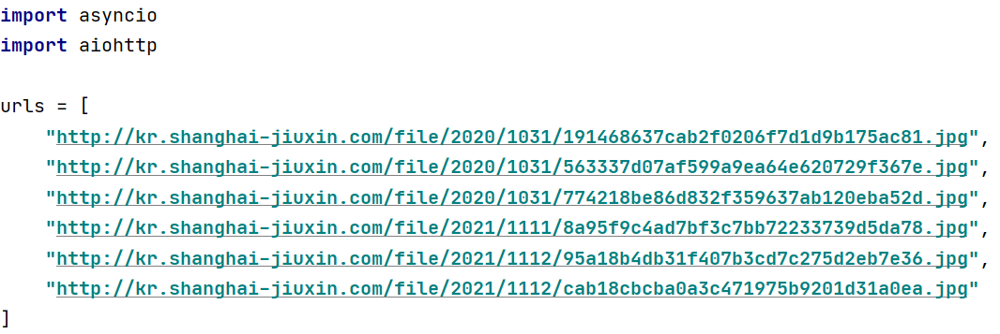 import asyncio
import aiohttp
urls = [
"http://kr.shanghai-jiuxin.com/file/2020/1031/191468637cab2f0206f7d1d9b175ac81.jpg",
"http://kr.shanghai-jiuxin.com/file/2020/1031/563337d07af599a9ea64e620729f367e.jpg",
"http://kr.shanghai-jiuxin.com/file/2020/1031/774218be86d832f359637ab120eba52d.jpg",
"http://kr.shanghai-jiuxin.com/file/2021/1111/8a95f9c4ad7bf3c7bb72233739d5da78.jpg",
"http://kr.shanghai-jiuxin.com/file/2021/1112/95a18b4db31f407b3cd7c275d2eb7e36.jpg",
"http://kr.shanghai-jiuxin.com/file/2021/1112/cab18cbcba0a3c471975b9201d31a0ea.jpg"
]